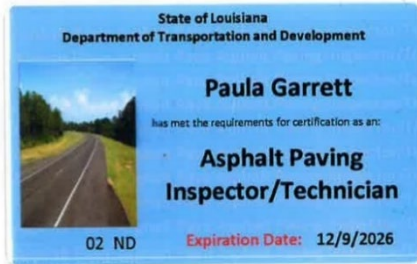 State of Louisiana
Department of Transportation and Development
Paula Garrett
has met the requirements for certification as an:
Asphalt Paving
Inspector/Technician
02 ND
Expiration Date: 12/9/2026